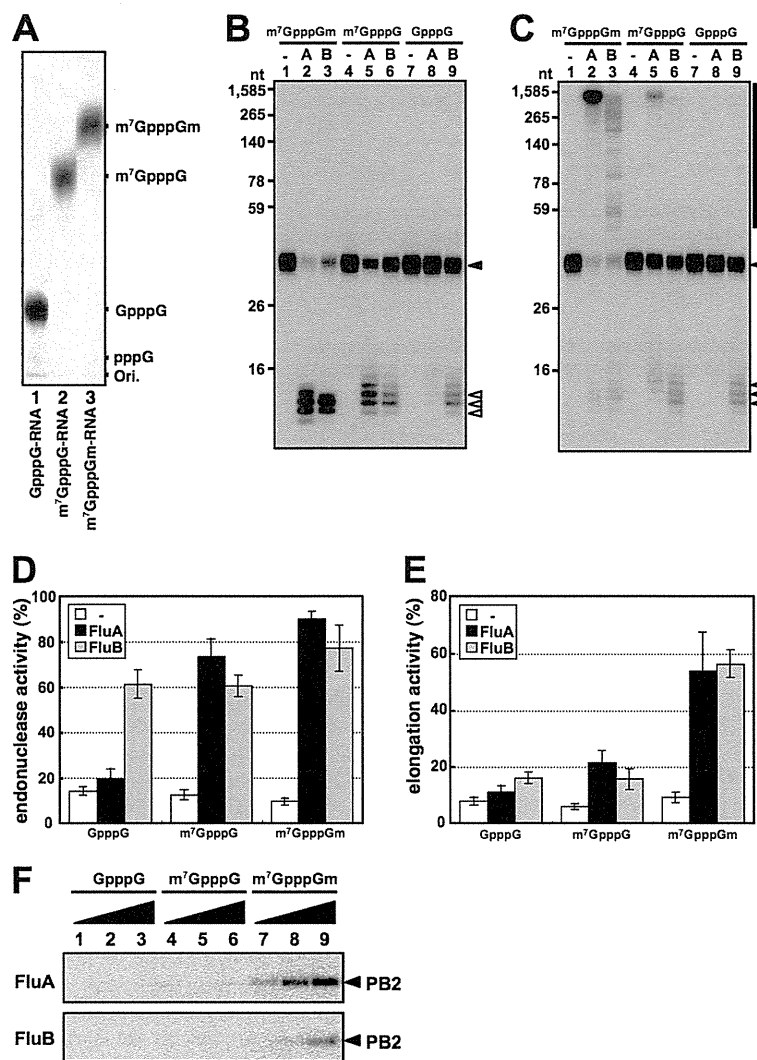 A
m⁷GpppGm
m⁷GpppG
GpppG
pppG
Ori.
1 2 3
GpppG-RNA
m⁷GpppG-RNA
m⁷GpppGm-RNA
B
m⁷GpppGm m⁷GpppG GpppG
- A B - A B - A B
nt 1 2 3 4 5 6 7 8 9
1,585
265
140
78
59
26
16
C
m⁷GpppGm m⁷GpppG GpppG
- A B - A B - A B
nt 1 2 3 4 5 6 7 8 9
1,585
265
140
78
59
26
16
D
endonuclease activity (%)
100
80
60
40
20
0
-
FluA
FluB
GpppG m⁷GpppG m⁷GpppGm
E
elongation activity (%)
80
60
40
20
0
-
FluA
FluB
GpppG m⁷GpppG m⁷GpppGm
F
GpppG m⁷GpppG m⁷GpppGm
1 2 3 4 5 6 7 8 9
FluA PB2
FluB PB2